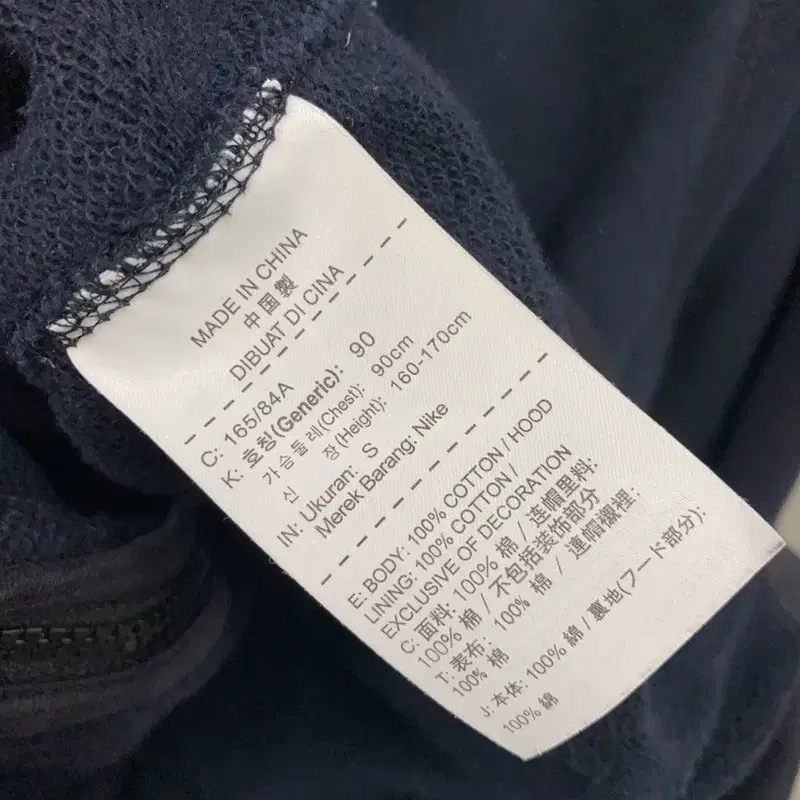 MADE IN CHINA
中国製
DIBUAT DI CINA
C: 165/84A
K: 호칭(Generic): 90
가슴둘레(Chest): 90cm
신 장(Height): 160-170cm
IN: Ukuran: S
Merek Barang: Nike
E: BODY: 100% COTTON / HOOD
LINING: 100% COTTON /
EXCLUSIVE OF DECORATION
C: 面料: 100% 棉 / 连帽里料:
100% 棉 / 不包括装饰部分
T: 表布: 100% 棉 / 連帽襯裡:
100% 棉
J: 本体: 100% 綿 / 裏地(フード部分):
100% 綿